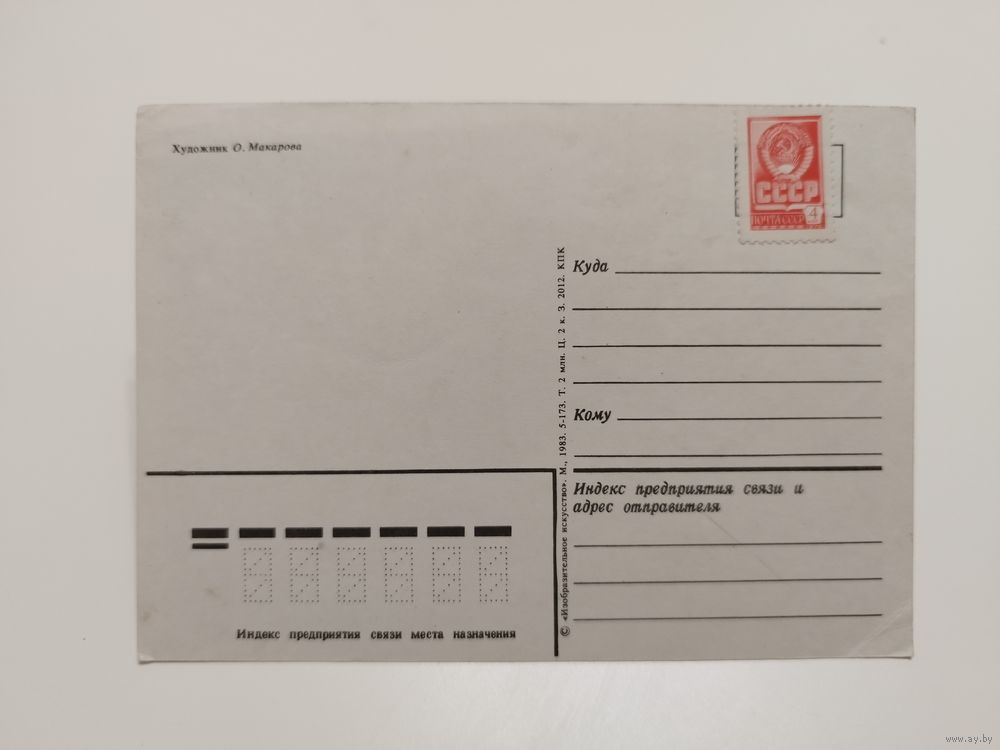 Художник О. Макарова
СССР
ПОЧТА СССР 4
Куда
Кому
Индекс предприятия связи и
адрес отправителя
© «Изобразительное искусство». М., 1983. 5-173. Т. 2 млн. Ц. 2 к. З. 2012. КПК
Индекс предприятия связи места назначения
www.ay.by